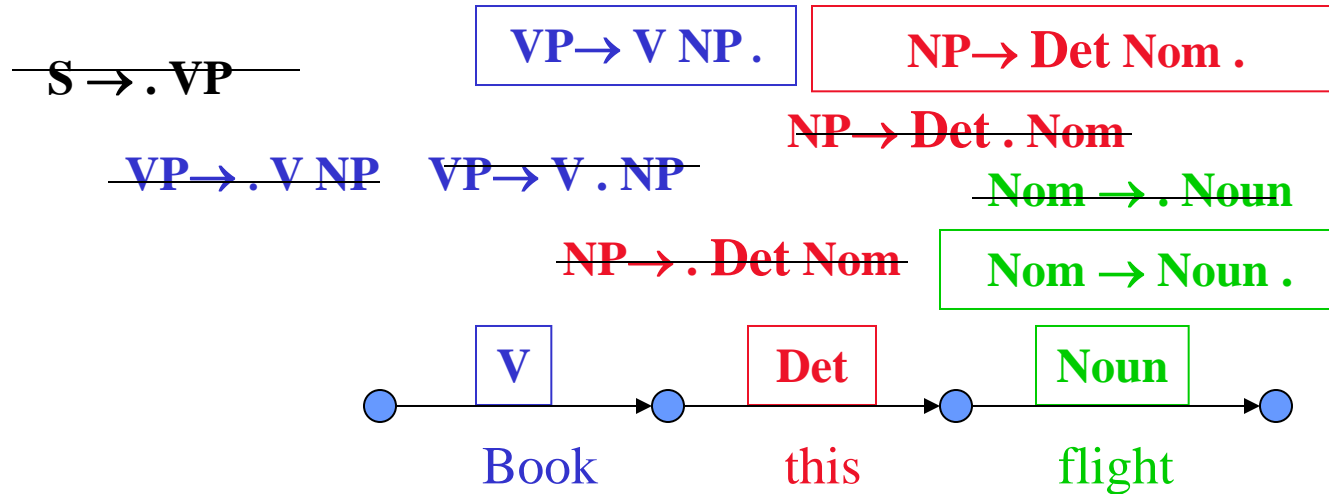 VP→ V NP .
NP→ Det Nom .
S → . VP
NP→ Det . Nom
VP→ . V NP
VP→ V . NP
Nom → . Noun
NP→ . Det Nom
Nom → Noun .
V
Det
Noun
Book
this
flight